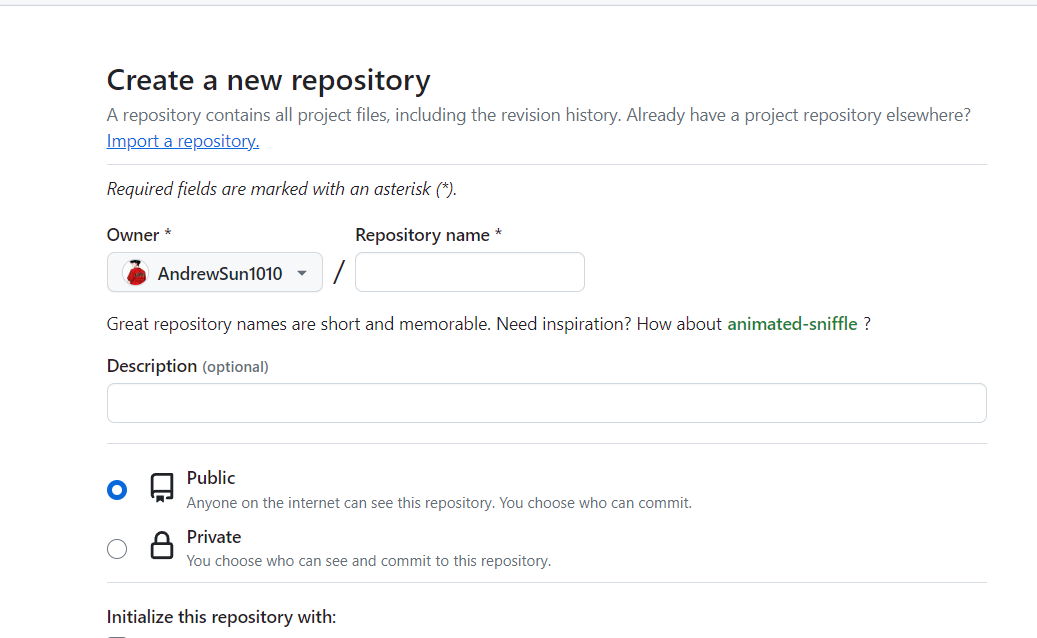 Create a new repository
A repository contains all project files, including the revision history. Already have a project repository elsewhere?
Import a repository.
Required fields are marked with an asterisk (*).
Owner * Repository name *
AndrewSun1010 /
Great repository names are short and memorable. Need inspiration? How about animated-sniffle ?
Description (optional)
Public
Anyone on the internet can see this repository. You choose who can commit.
Private
You choose who can see and commit to this repository.
Initialize this repository with: